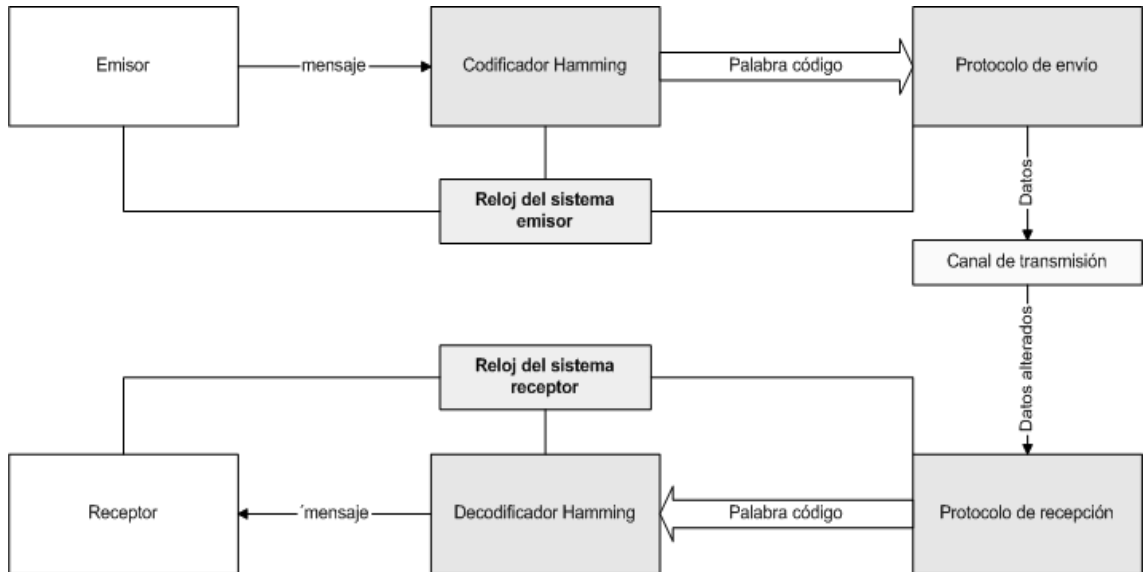 Emisor
mensaje
Codificador Hamming
Palabra código
Protocolo de envío
Reloj del sistema
emisor
Datos
Canal de transmisión
Datos alterados
Reloj del sistema
receptor
Receptor
´mensaje
Decodificador Hamming
Palabra código
Protocolo de recepción